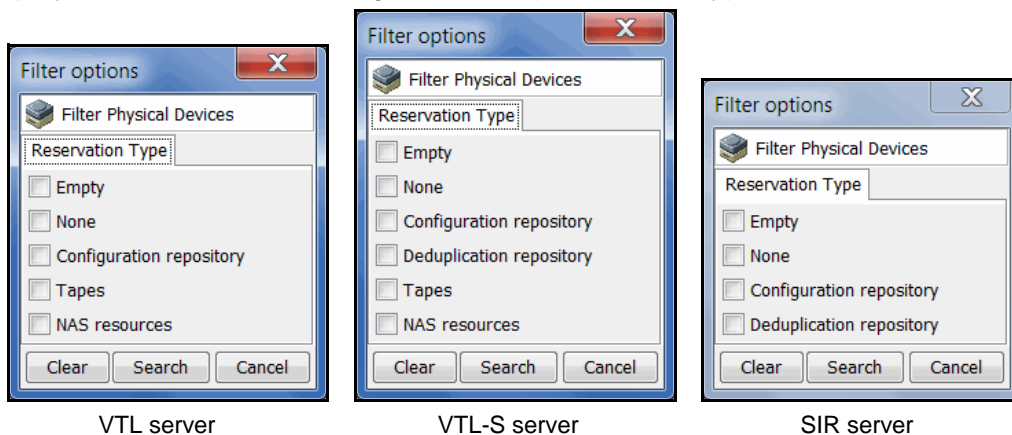 Filter options
X
Filter Physical Devices
Reservation Type
Empty
None
Configuration repository
Tapes
NAS resources
Clear
Search
Cancel
VTL server
Filter options
X
Filter Physical Devices
Reservation Type
Empty
None
Configuration repository
Deduplication repository
Tapes
NAS resources
Clear
Search
Cancel
VTL-S server
Filter options
X
Filter Physical Devices
Reservation Type
Empty
None
Configuration repository
Deduplication repository
Clear
Search
Cancel
SIR server